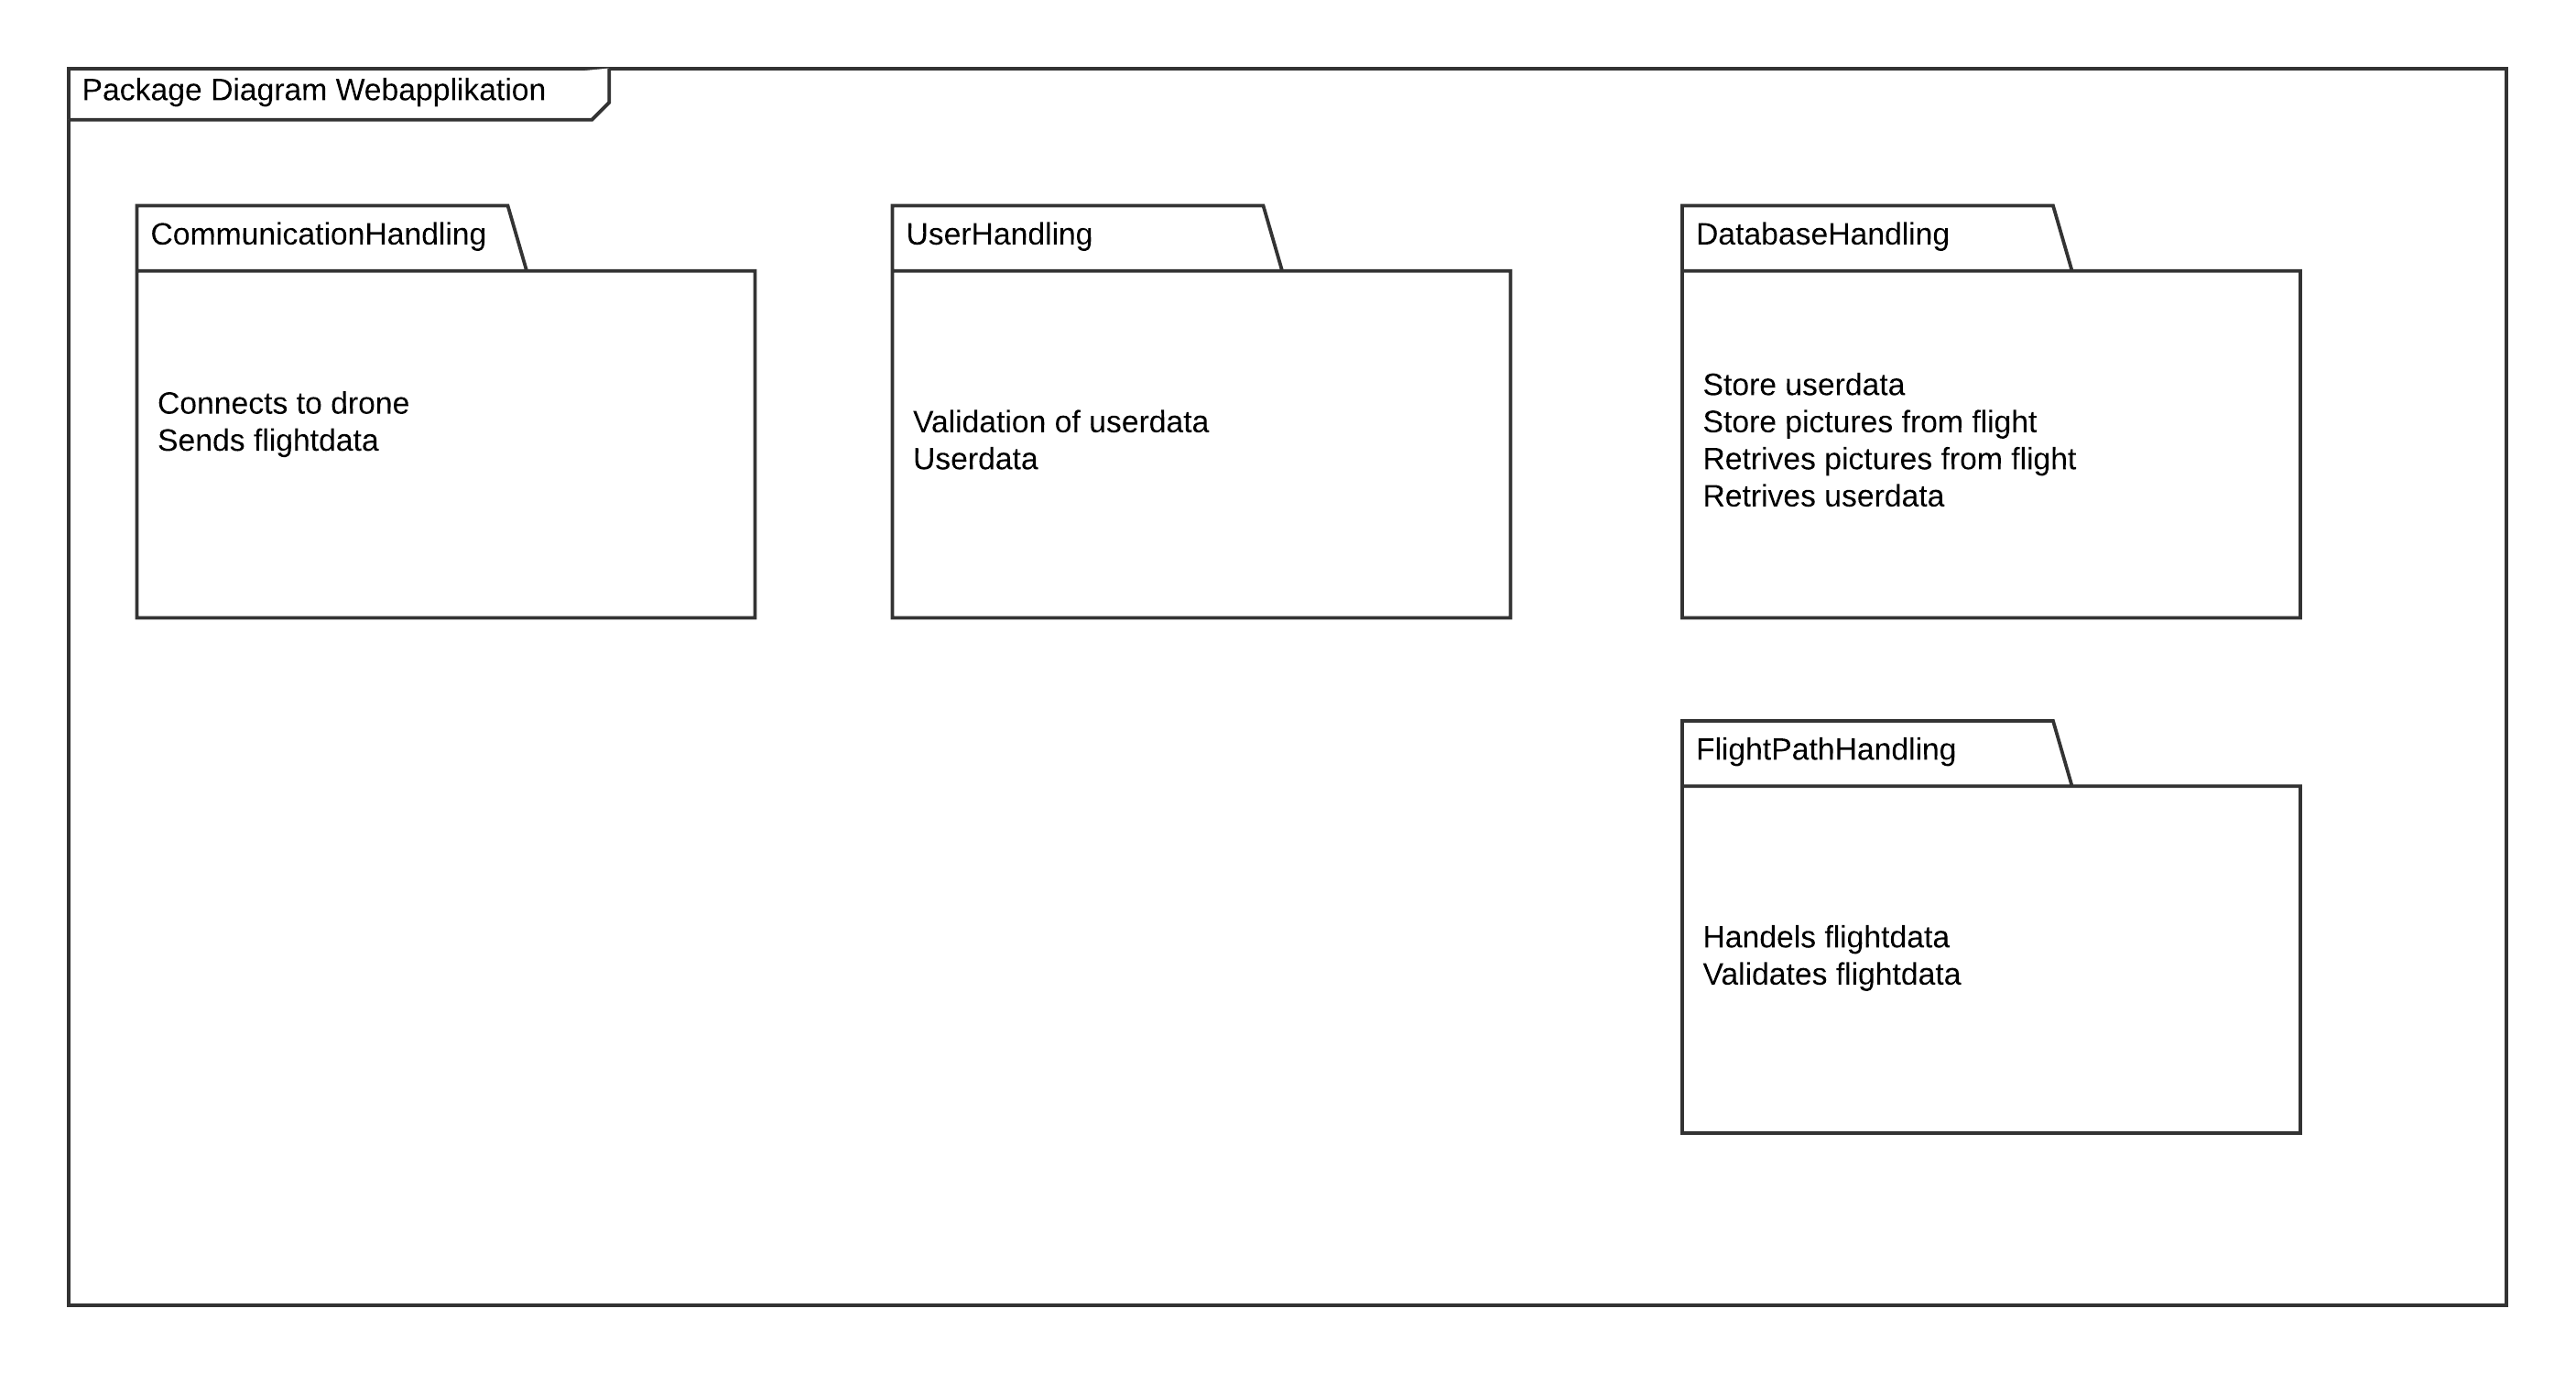 Package Diagram Webapplikation
CommunicationHandling
Connects to drone
Sends flightdata
UserHandling
Validation of userdata
Userdata
DatabaseHandling
Store userdata
Store pictures from flight
Retrives pictures from flight
Retrives userdata
FlightPathHandling
Handels flightdata
Validates flightdata